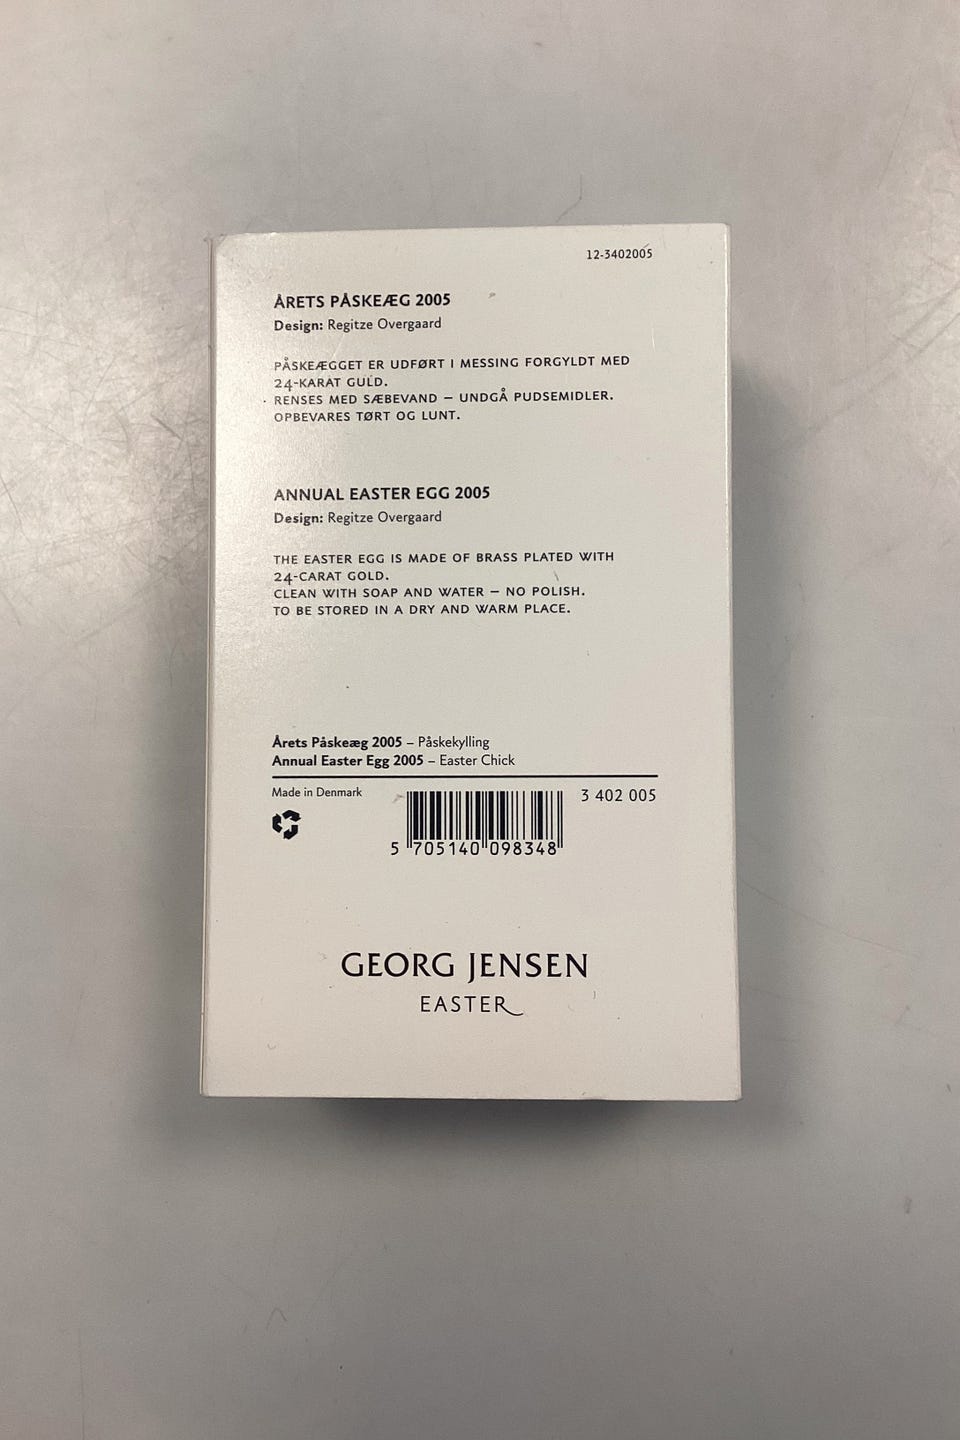 12-3402005
ÅRETS PÅSKEÆG 2005
Design: Regitze Overgaard
PÅSKEÆGGET ER UDFØRT I MESSING FORGYLDT MED
24-KARAT GULD.
RENSES MED SÆBEVAND – UNDGÅ PUDSEMIDLER.
OPBEVARES TØRT OG LUNT.
ANNUAL EASTER EGG 2005
Design: Regitze Overgaard
THE EASTER EGG IS MADE OF BRASS PLATED WITH
24-CARAT GOLD.
CLEAN WITH SOAP AND WATER – NO POLISH.
TO BE STORED IN A DRY AND WARM PLACE.
Årets Påskeæg 2005 – Påskekylling
Annual Easter Egg 2005 – Easter Chick
Made in Denmark
3 402 005
5 705140 098348
GEORG JENSEN
EASTER